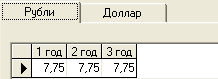 Рубли Доллар
1 год 2 год 3 год
7,75 7,75 7,75